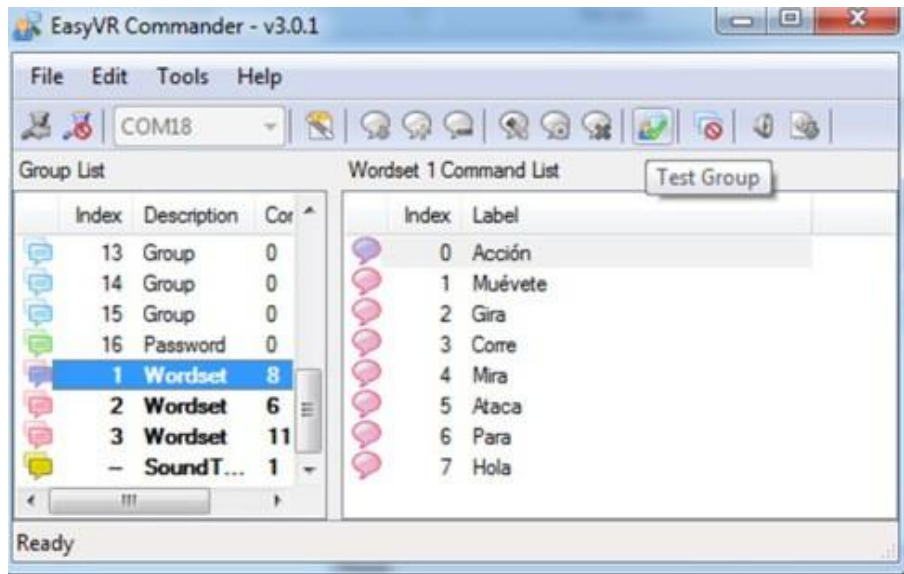 EasyVR Commander - v3.0.1
File Edit Tools Help
COM18
Group List
Wordset 1 Command List
Test Group
Index Description Cor
13 Group 0
14 Group 0
15 Group 0
16 Password 0
1 Wordset 8
2 Wordset 6
3 Wordset 11
-- SoundT... 1
Index Label
0 Acción
1 Muévete
2 Gira
3 Corre
4 Mira
5 Ataca
6 Para
7 Hola
Ready